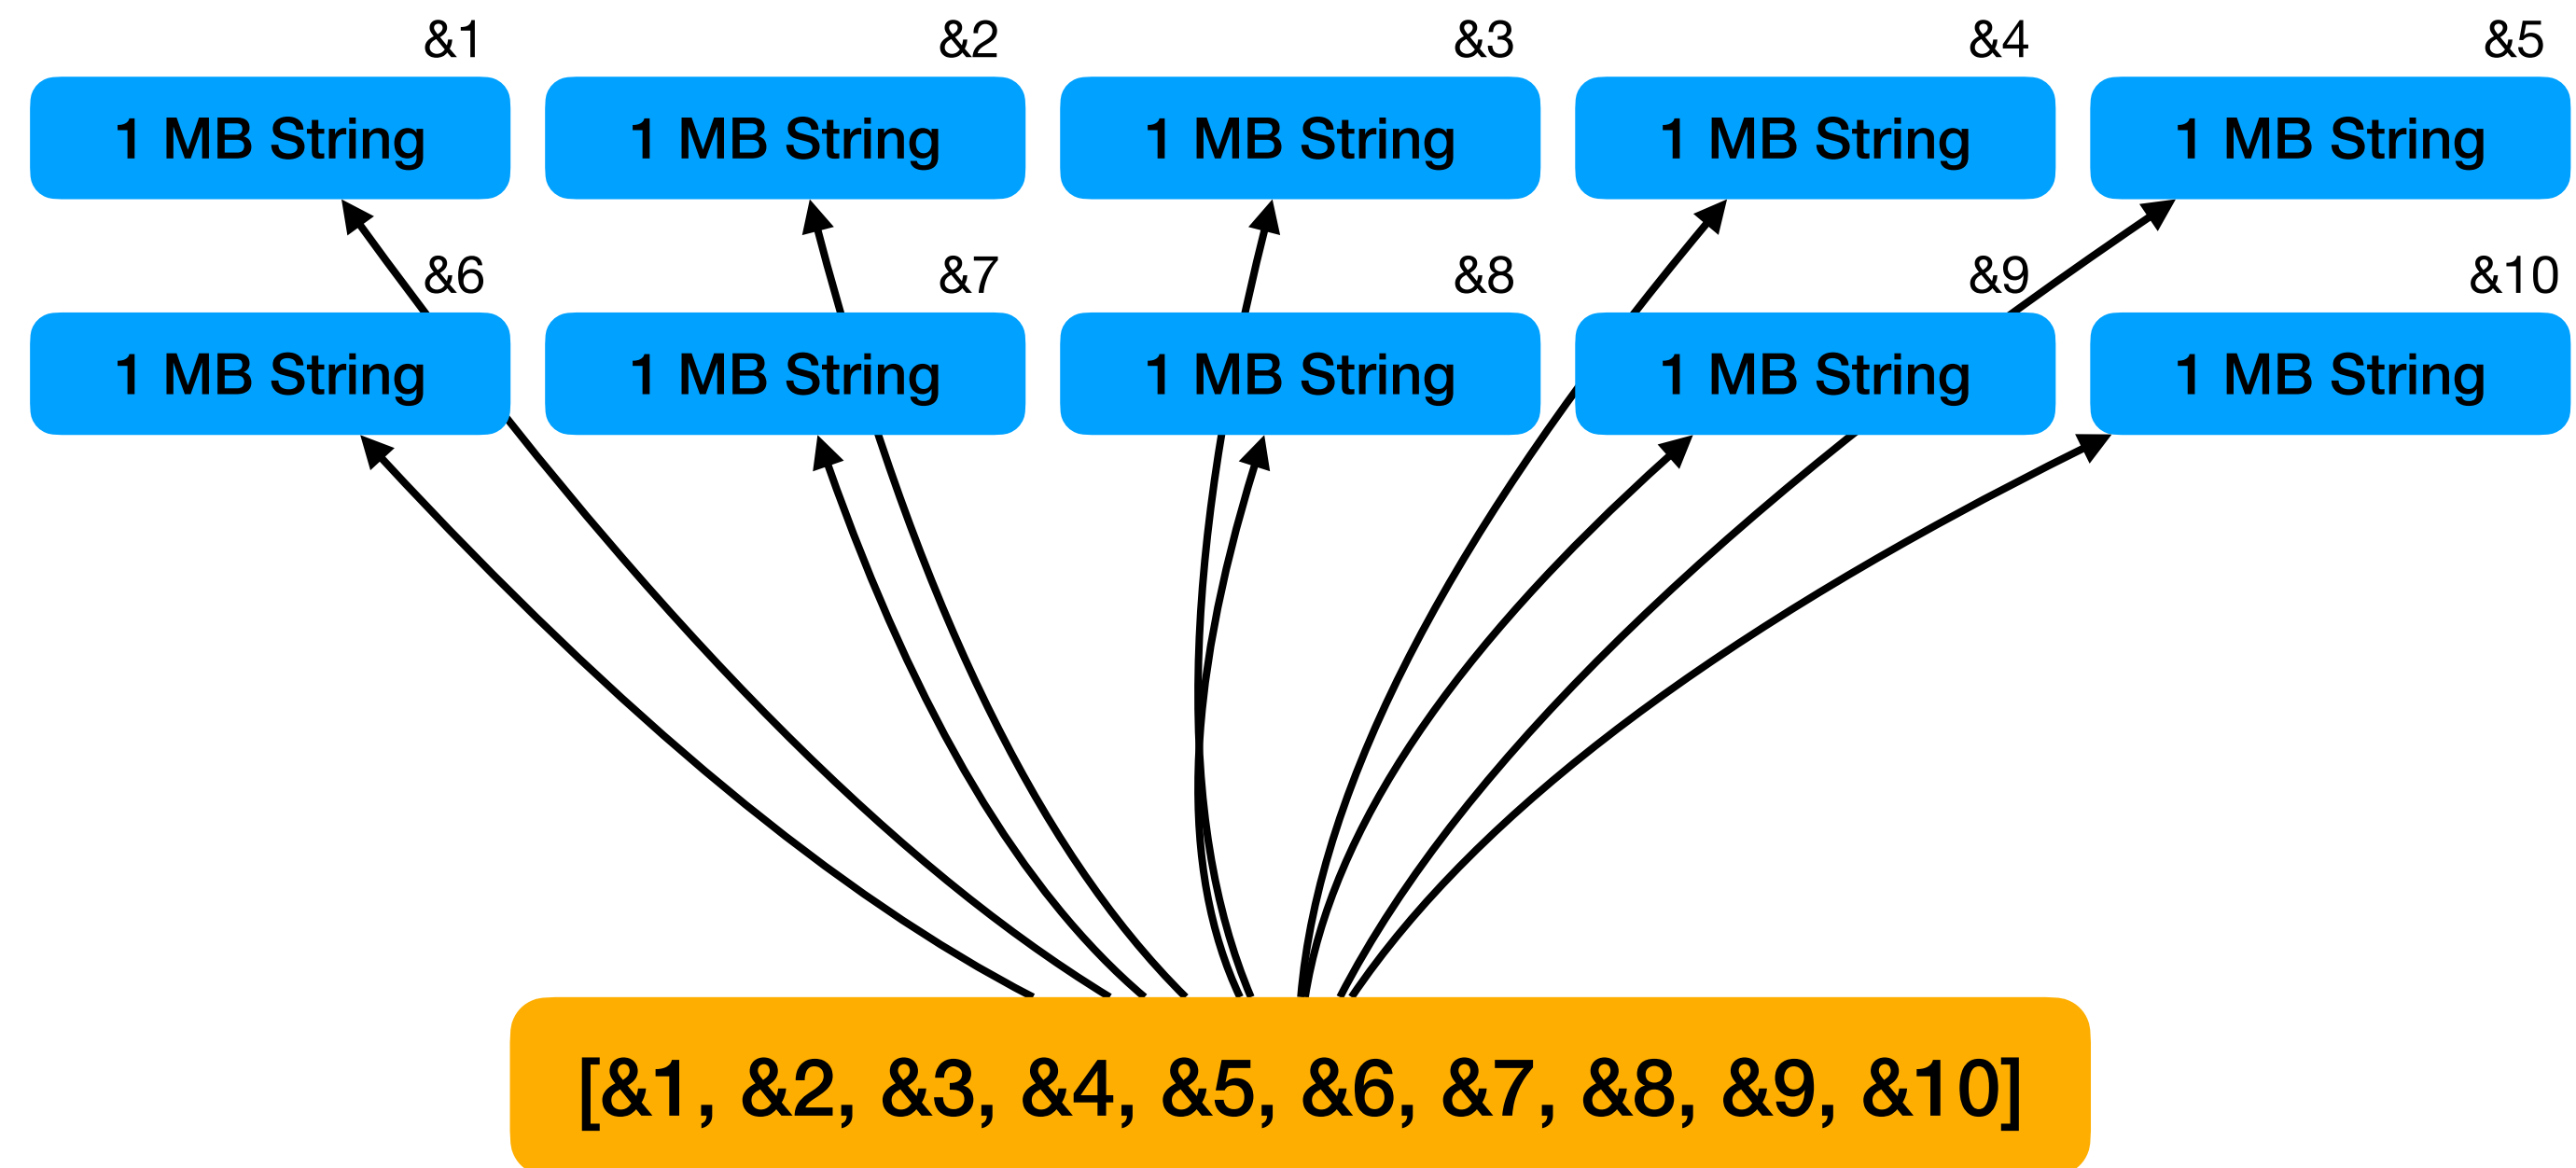 &1 &2 &3 &4 &5
1 MB String 1 MB String 1 MB String 1 MB String 1 MB String
&6 &7 &8 &9 &10
1 MB String 1 MB String 1 MB String 1 MB String 1 MB String
[&1, &2, &3, &4, &5, &6, &7, &8, &9, &10]